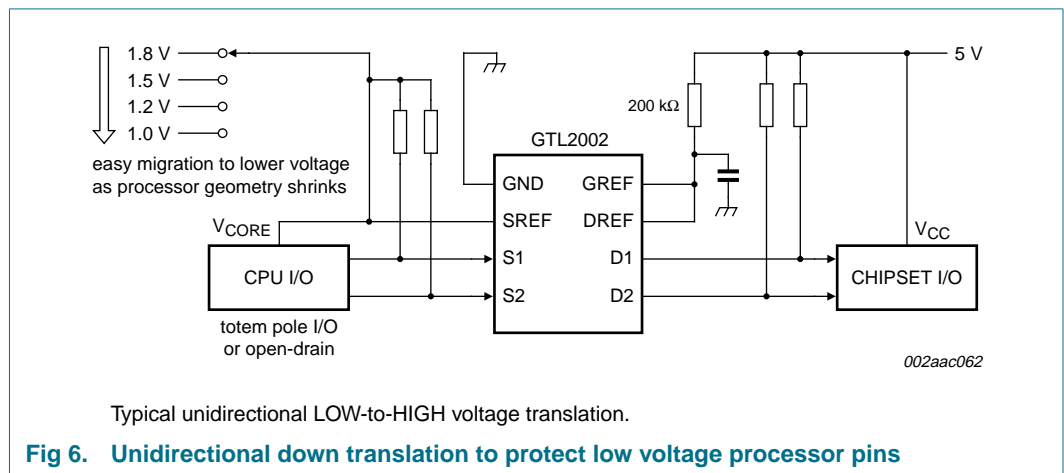 1.8 V
1.5 V
1.2 V
1.0 V
easy migration to lower voltage
as processor geometry shrinks
5 V
200 kΩ
GTL2002
GND
GREF
SREF
DREF
S1
D1
S2
D2
VCORE
CPU I/O
totem pole I/O
or open-drain
VCC
CHIPSET I/O
002aac062
Typical unidirectional LOW-to-HIGH voltage translation.
Fig 6. Unidirectional down translation to protect low voltage processor pins